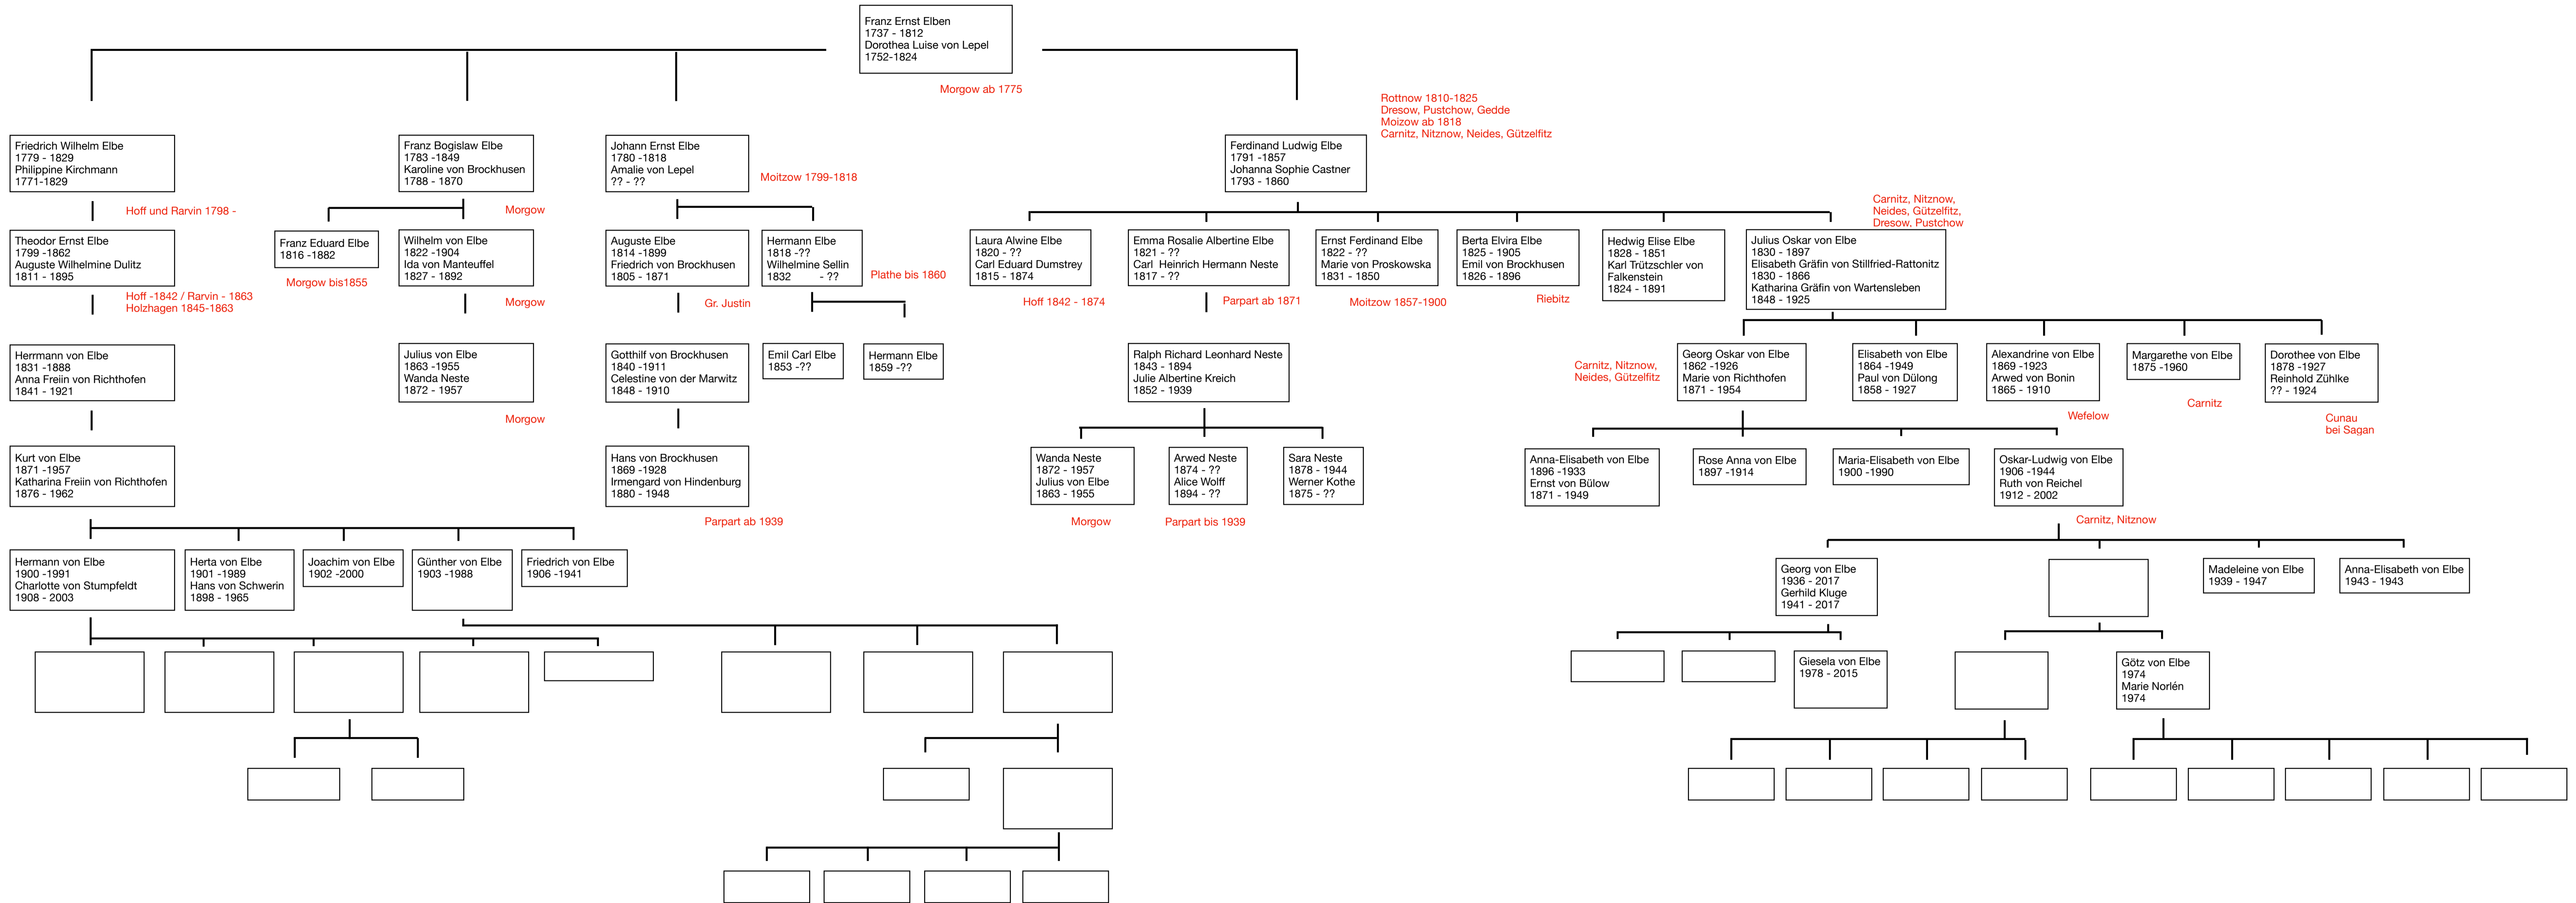 Franz Ernst Elben
1737 - 1812
Dorothea Luise von Lepel
1752-1824
Morgow ab 1775
Rottnow 1810-1825
Dresow, Pustchow, Gedde
Moizow ab 1818
Carnitz, Nitznow, Neides, Gützelfitz
Friedrich Wilhelm Elbe
1779 - 1829
Philippine Kirchmann
1771-1829
Hoff und Rarvin 1798 -
Franz Bogislaw Elbe
1783 -1849
Karoline von Brockhusen
1788 - 1870
Morgow
Johann Ernst Elbe
1780 -1818
Amalie von Lepel
?? - ??
Moitzow 1799-1818
Ferdinand Ludwig Elbe
1791 -1857
Johanna Sophie Castner
1793 - 1860
Carnitz, Nitznow,
Neides, Gützelfitz,
Dresow, Pustchow
Theodor Ernst Elbe
1799 -1862
Auguste Wilhelmine Dulitz
1811 - 1895
Hoff -1842 / Rarvin - 1863
Holzhagen 1845-1863
Franz Eduard Elbe
1816 -1882
Morgow bis1855
Wilhelm von Elbe
1822 -1904
Ida von Manteuffel
1827 - 1892
Morgow
Auguste Elbe
1814 -1899
Friedrich von Brockhusen
1805 - 1871
Gr. Justin
Hermann Elbe
1818 -??
Wilhelmine Sellin
1832 - ??
Plathe bis 1860
Laura Alwine Elbe
1820 - ??
Carl Eduard Dumstrey
1815 - 1874
Hoff 1842 - 1874
Emma Rosalie Albertine Elbe
1821 - ??
Carl Heinrich Hermann Neste
1817 - ??
Parpart ab 1871
Ernst Ferdinand Elbe
1822 - ??
Marie von Proskowska
1831 - 1850
Moitzow 1857-1900
Berta Elvira Elbe
1825 - 1905
Emil von Brockhusen
1826 - 1896
Riebitz
Hedwig Elise Elbe
1828 - 1851
Karl Trützschler von
Falkenstein
1824 - 1891
Julius Oskar von Elbe
1830 - 1897
Elisabeth Gräfin von Stillfried-Rattonitz
1830 - 1866
Katharina Gräfin von Wartensleben
1848 - 1925
Herrmann von Elbe
1831 -1888
Anna Freiin von Richthofen
1841 - 1921
Julius von Elbe
1863 -1955
Wanda Neste
1872 - 1957
Morgow
Gotthilf von Brockhusen
1840 -1911
Celestine von der Marwitz
1848 - 1910
Emil Carl Elbe
1853 -??
Hermann Elbe
1859 -??
Ralph Richard Leonhard Neste
1843 - 1894
Julie Albertine Kreich
1852 - 1939
Carnitz, Nitznow,
Neides, Gützelfitz
Georg Oskar von Elbe
1862 -1926
Marie von Richthofen
1871 - 1954
Elisabeth von Elbe
1864 -1949
Paul von Dülong
1858 - 1927
Alexandrine von Elbe
1869 -1923
Arwed von Bonin
1865 - 1910
Wefelow
Margarethe von Elbe
1875 -1960
Carnitz
Dorothee von Elbe
1878 -1927
Reinhold Zühlke
?? - 1924
Cunau
bei Sagan
Kurt von Elbe
1871 -1957
Katharina Freiin von Richthofen
1876 - 1962
Hans von Brockhusen
1869 -1928
Irmengard von Hindenburg
1880 - 1948
Parpart ab 1939
Wanda Neste
1872 - 1957
Julius von Elbe
1863 - 1955
Morgow
Arwed Neste
1874 - ??
Alice Wolff
1894 - ??
Parpart bis 1939
Sara Neste
1878 - 1944
Werner Kothe
1875 - ??
Anna-Elisabeth von Elbe
1896 -1933
Ernst von Bülow
1871 - 1949
Rose Anna von Elbe
1897 -1914
Maria-Elisabeth von Elbe
1900 -1990
Oskar-Ludwig von Elbe
1906 -1944
Ruth von Reichel
1912 - 2002
Carnitz, Nitznow
Hermann von Elbe
1900 -1991
Charlotte von Stumpfeldt
1908 - 2003
Herta von Elbe
1901 -1989
Hans von Schwerin
1898 - 1965
Joachim von Elbe
1902 -2000
Günther von Elbe
1903 -1988
Friedrich von Elbe
1906 -1941
Georg von Elbe
1936 - 2017
Gerhild Kluge
1941 - 2017
Madeleine von Elbe
1939 - 1947
Anna-Elisabeth von Elbe
1943 - 1943
Giesela von Elbe
1978 - 2015
Götz von Elbe
1974
Marie Norlén
1974